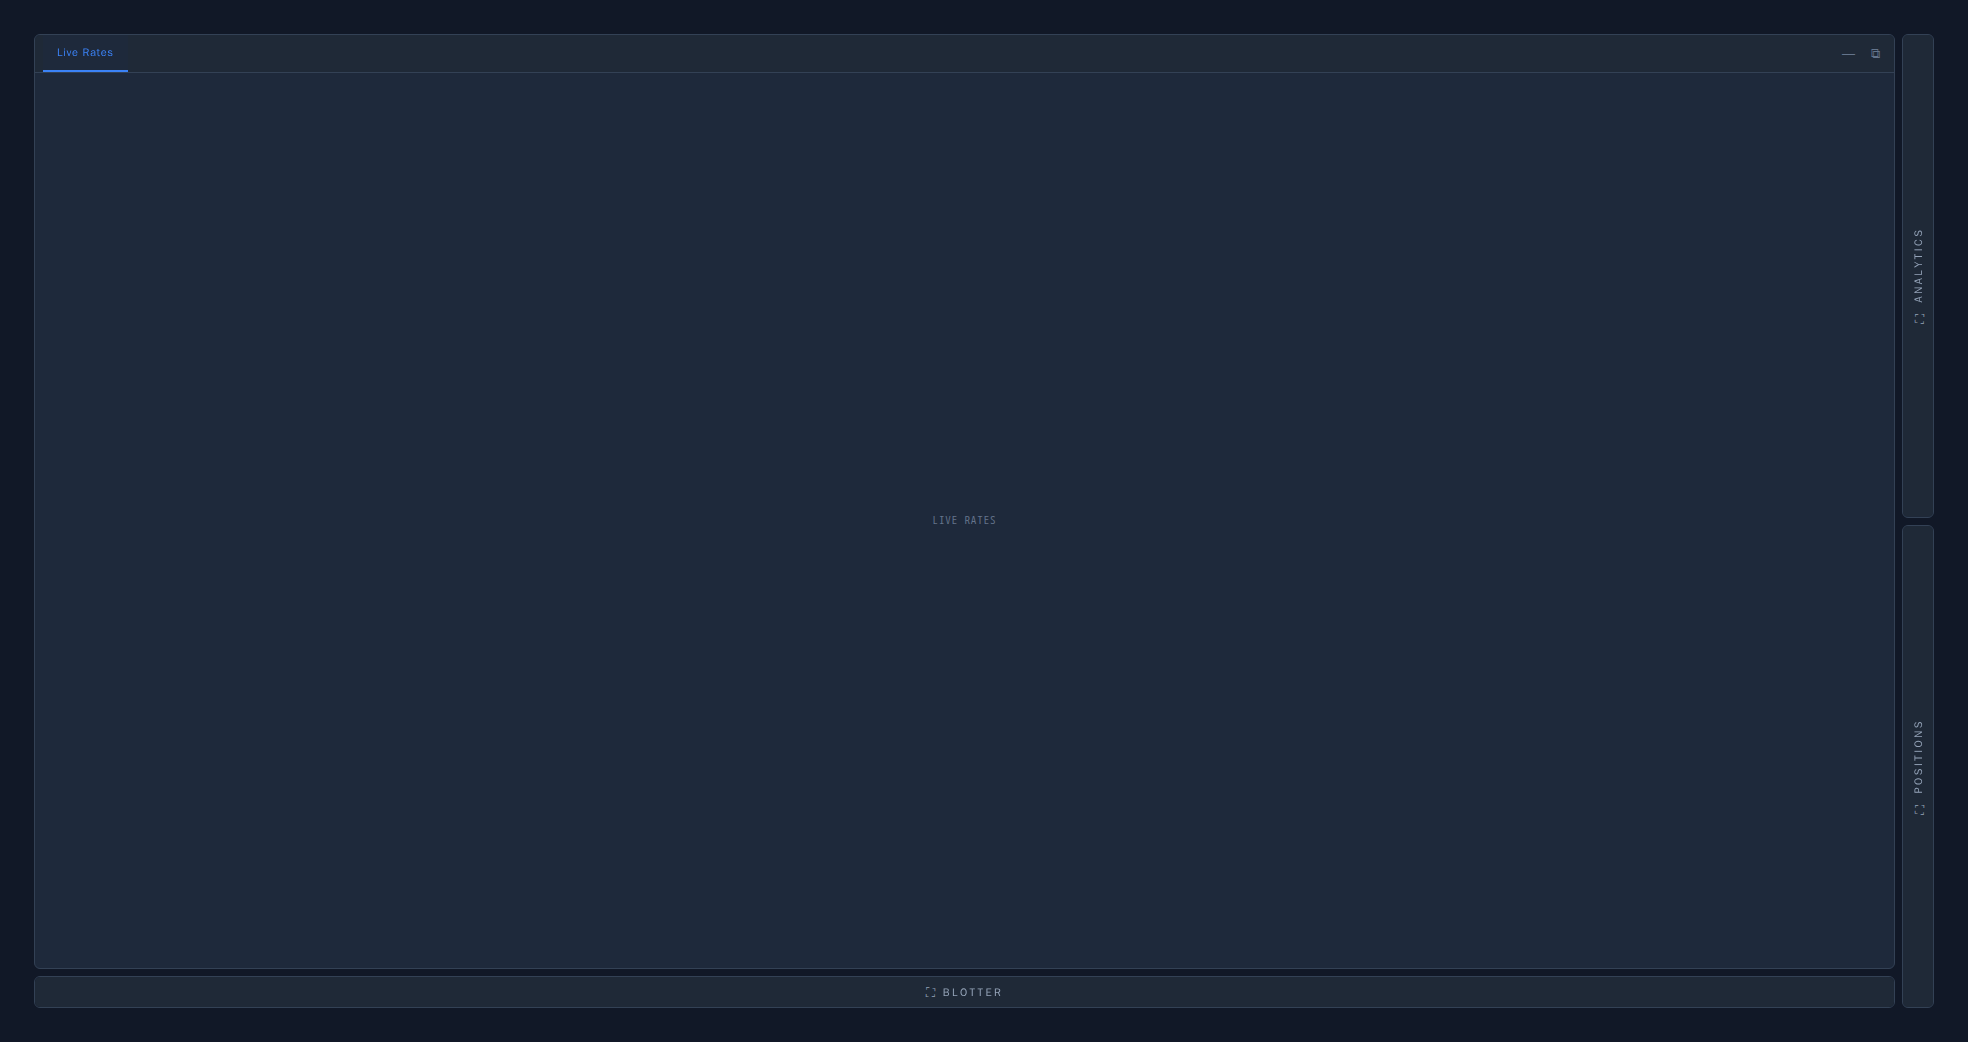 Live Rates
LIVE RATES
ANALYTICS
POSITIONS
BLOTTER